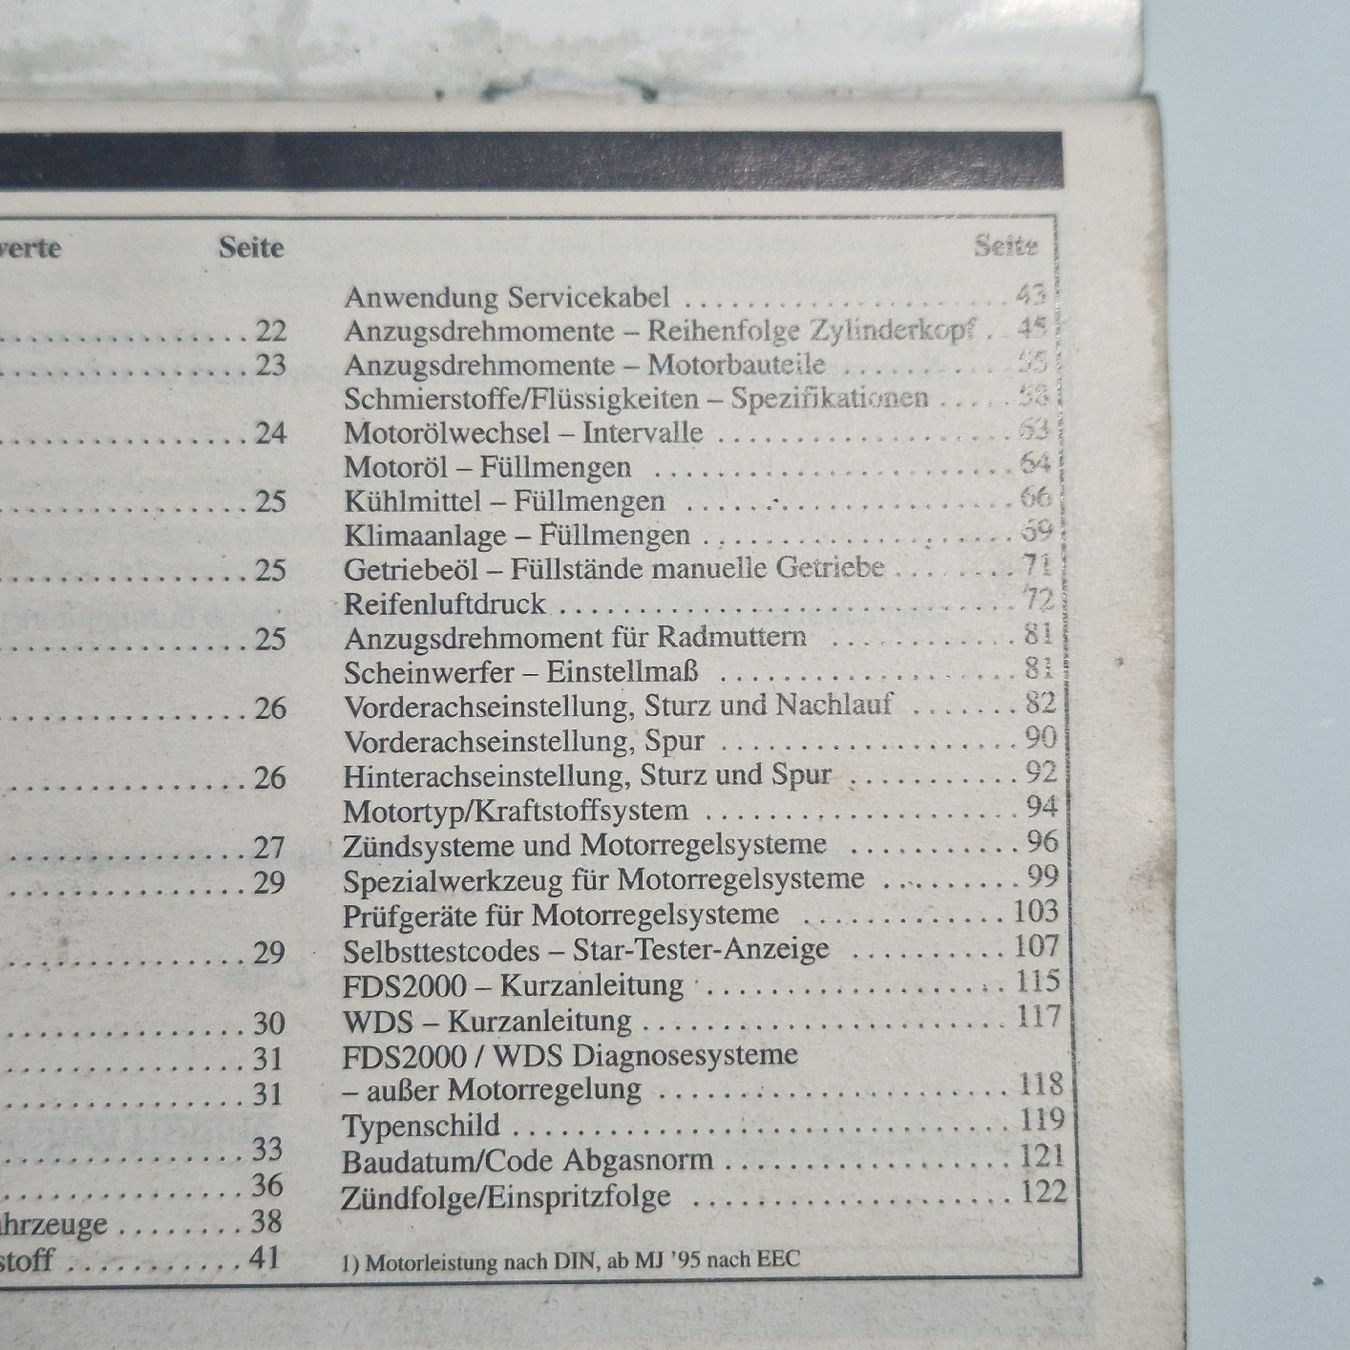 Seite
22
23
24
25
25
25
26
26
27
29
29
30
31
31
33
36
38
stoff 41
Seite
Anwendung Servicekabel 43
Anzugsdrehmomente – Reihenfolge Zylinderkopf 45
Anzugsdrehmomente – Motorbauteile 55
Schmierstoffe/Flüssigkeiten – Spezifikationen 58
Motorölwechsel – Intervalle 63
Motoröl – Füllmengen 64
Kühlmittel – Füllmengen 66
Klimaanlage – Füllmengen 69
Getriebeöl – Füllstände manuelle Getriebe 71
Reifenluftdruck 72
Anzugsdrehmoment für Radmuttern 81
Scheinwerfer – Einstellmaß 81
Vorderachseinstellung, Sturz und Nachlauf 82
Vorderachseinstellung, Spur 90
Hinterachseinstellung, Sturz und Spur 92
Motortyp/Kraftstoffsystem 94
Zündsysteme und Motorregelsysteme 96
Spezialwerkzeug für Motorregelsysteme 99
Prüfgeräte für Motorregelsysteme 103
Selbsttestcodes – Star-Tester-Anzeige 107
FDS2000 – Kurzanleitung 115
WDS – Kurzanleitung 117
FDS2000 / WDS Diagnosesysteme
– außer Motorregelung 118
Typenschild 119
Baudatum/Code Abgasnorm 121
Zündfolge/Einspritzfolge 122
1) Motorleistung nach DIN, ab MJ '95 nach EEC